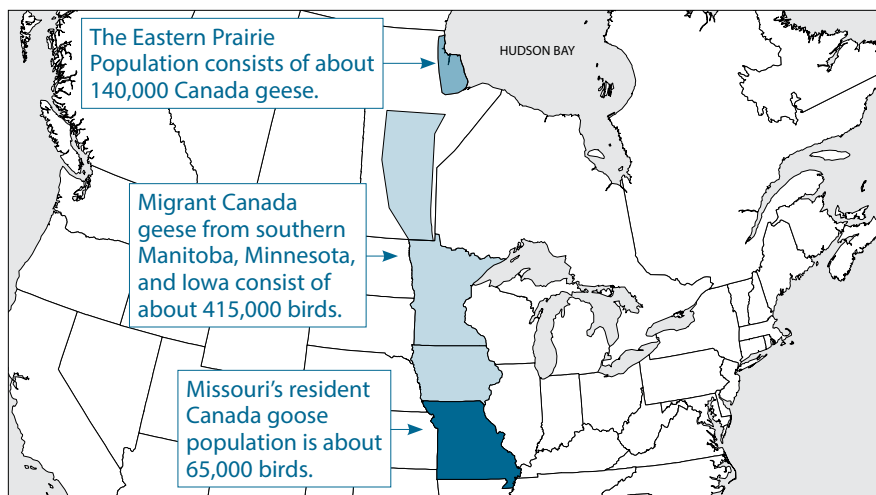 The Eastern Prairie
Population consists of about
140,000 Canada geese.
HUDSON BAY
Migrant Canada
geese from southern
Manitoba, Minnesota,
and Iowa consist of
about 415,000 birds.
Missouri's resident
Canada goose
population is about
65,000 birds.